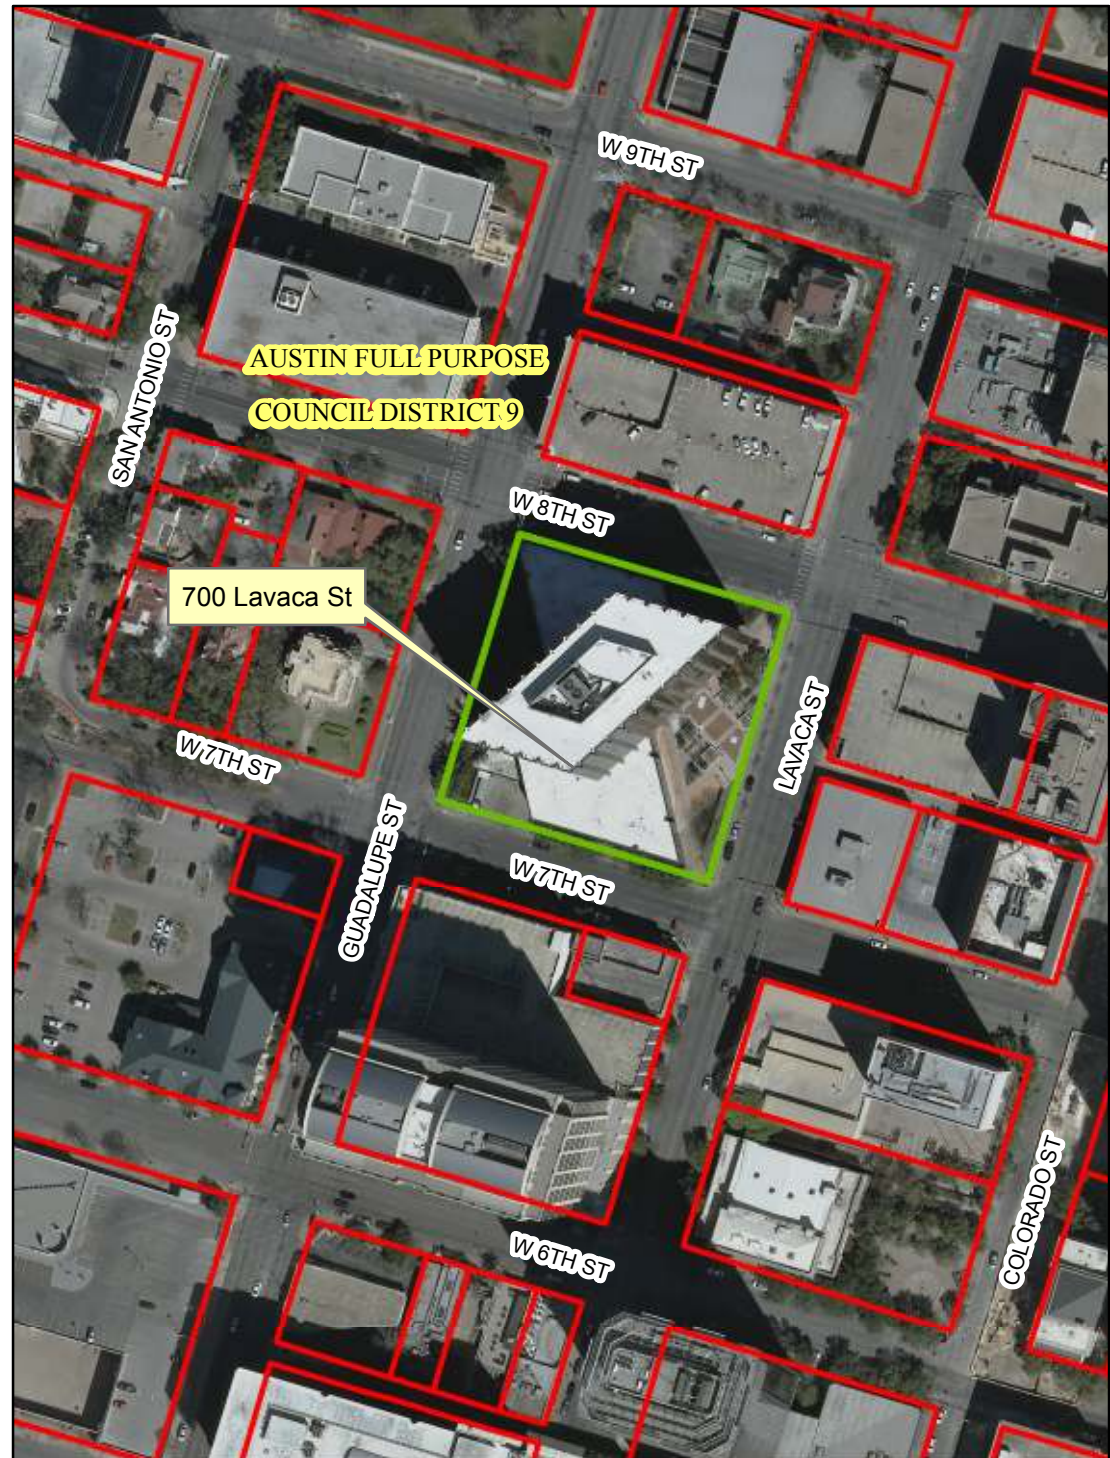 W 9TH ST
SAN ANTONIO ST
AUSTIN FULL PURPOSE
COUNCIL DISTRICT 9
W 8TH ST
700 Lavaca St
LAVACA ST
W 7TH ST
GUADALUPE ST
W 7TH ST
COLORADO ST
W 6TH ST